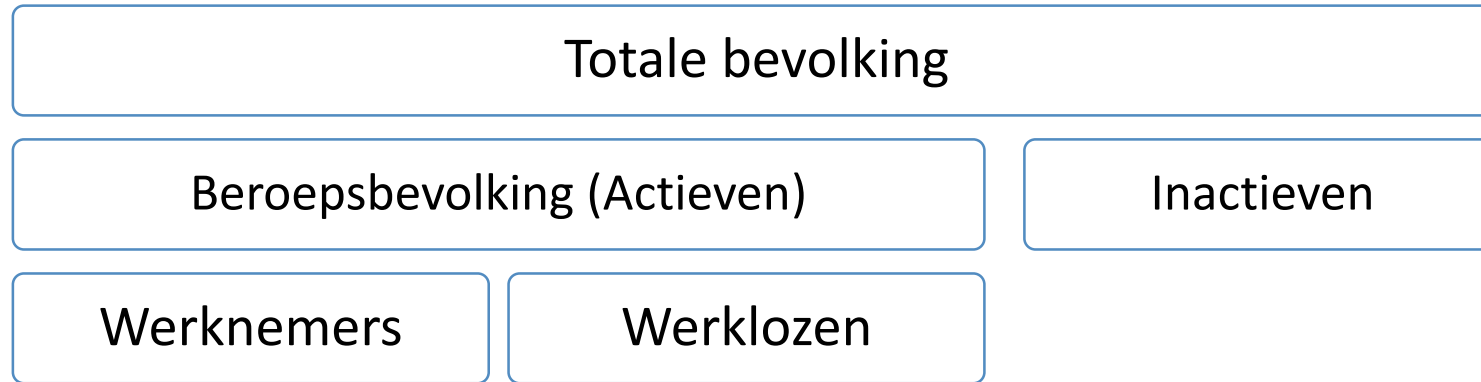 Totale bevolking
Beroepsbevolking (Actieven)
Inactieven
Werknemers
Werklozen